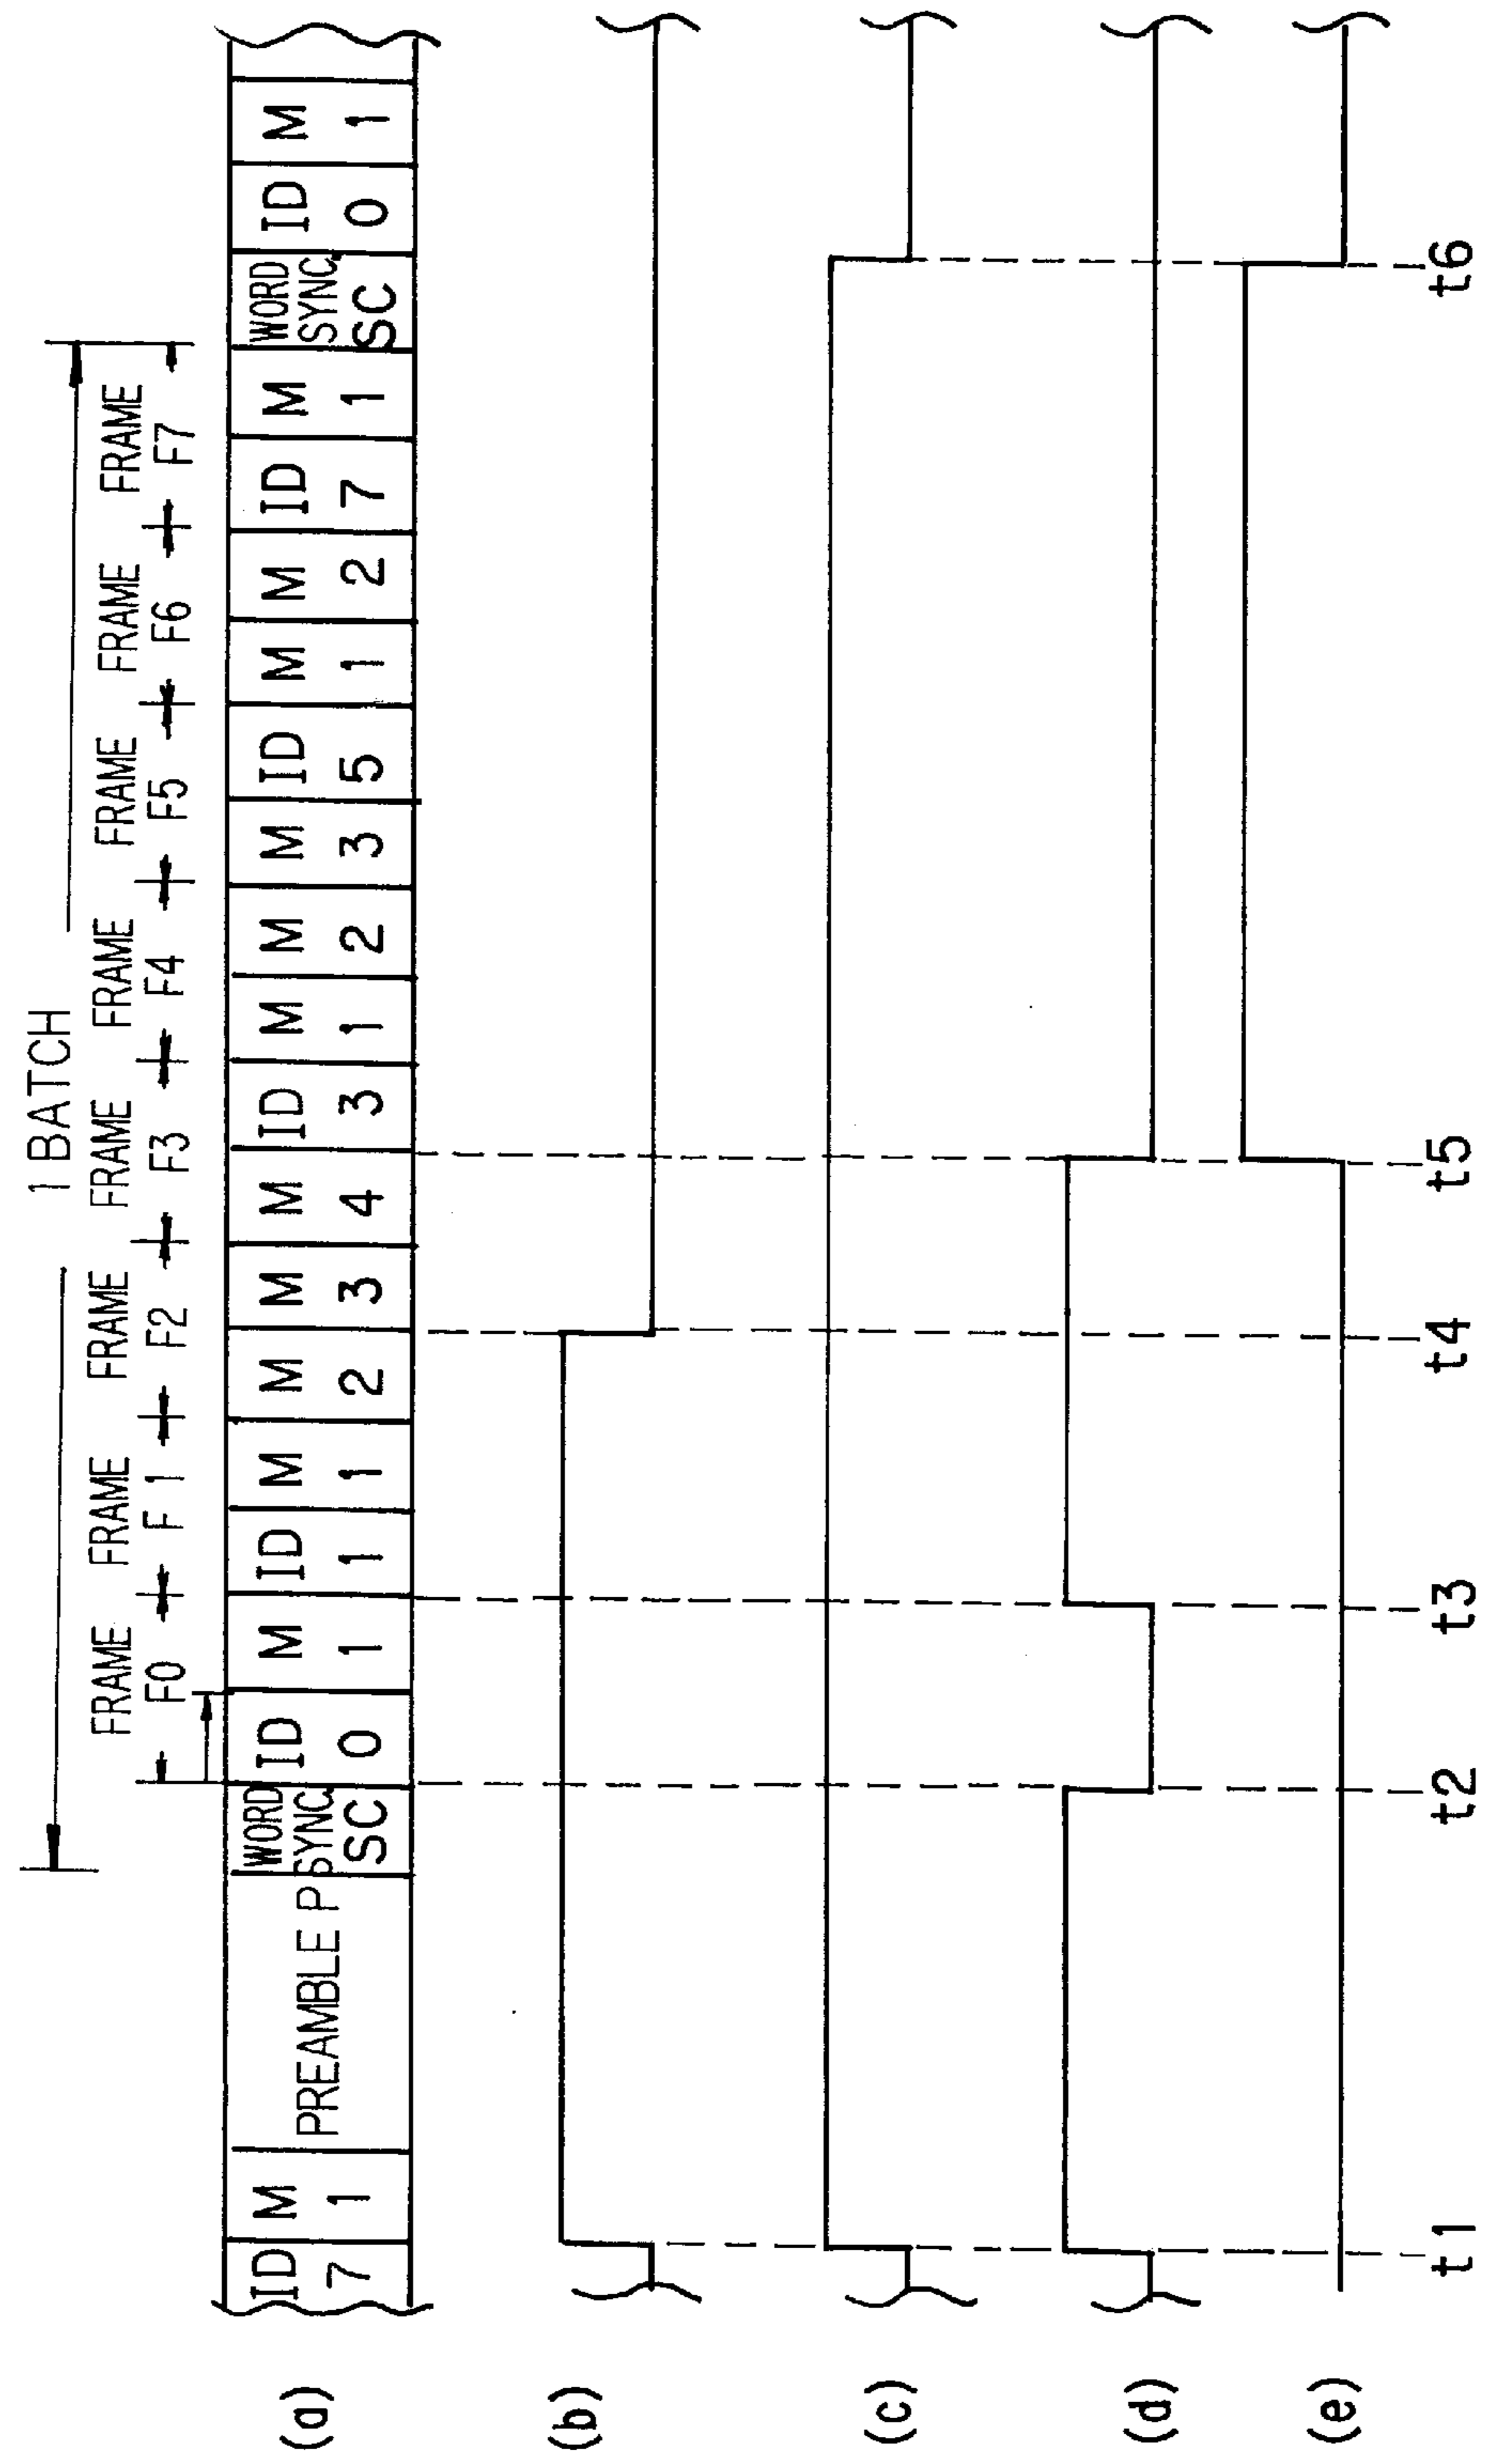 1 BATCH
FRAME F0 FRAME F1 FRAME F2 FRAME F3 FRAME F4 FRAME F5 FRAME F6 FRAME F7
(a) ID 7 M 1 PREAMBLE P WORD SYNC SC ID 0 M 1 ID 1 M 1 M 2 M 3 M 4 ID 3 M 1 M 2 M 3 ID 5 M 1 M 2 ID 7 M 1 WORD SYNC SC ID 0 M 1
(b)
(c)
(d)
(e)
t1 t2 t3 t4 t5 t6